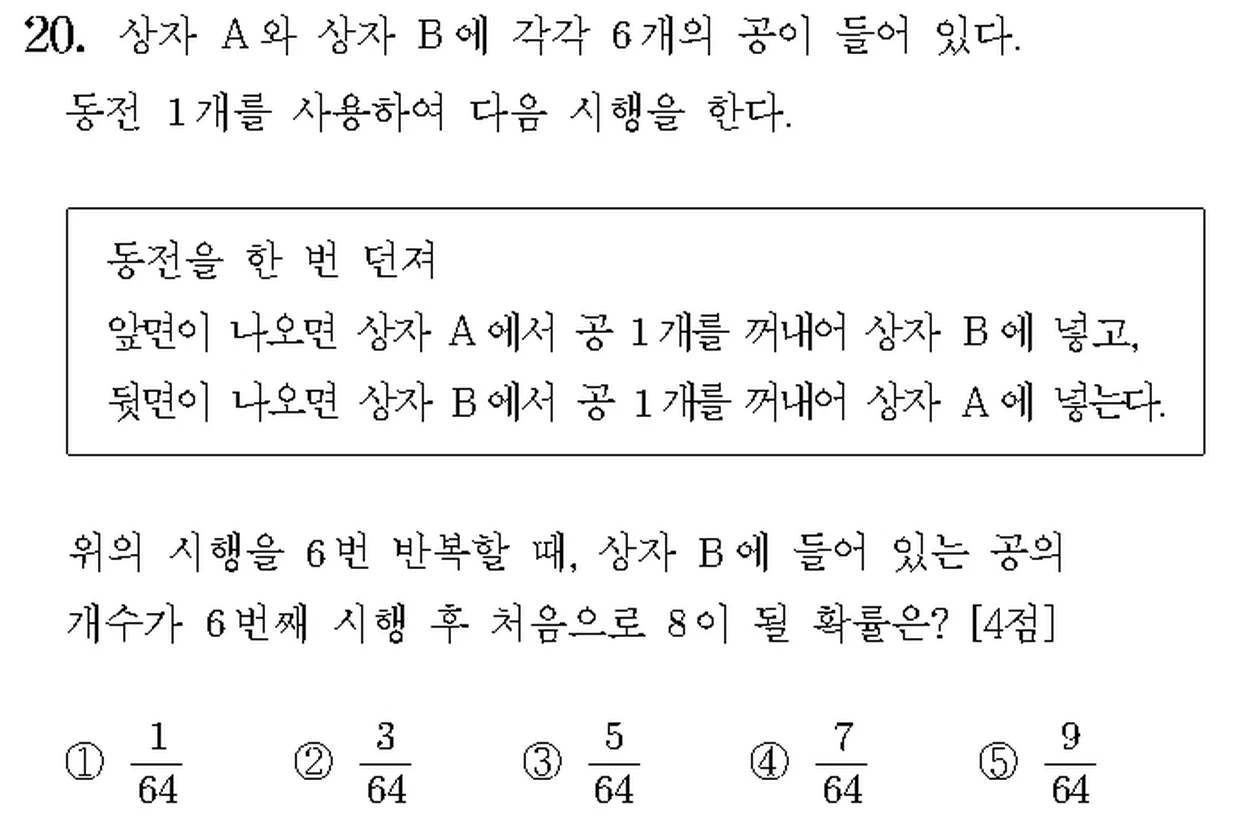 20. 상자 A와 상자 B에 각각 6개의 공이 들어 있다.
동전 1개를 사용하여 다음 시행을 한다.
동전을 한 번 던져
앞면이 나오면 상자 A에서 공 1개를 꺼내어 상자 B에 넣고,
뒷면이 나오면 상자 B에서 공 1개를 꺼내어 상자 A에 넣는다.
위의 시행을 6번 반복할 때, 상자 B에 들어 있는 공의
개수가 6번째 시행 후 처음으로 8이 될 확률은? [4점]
① 1/64 ② 3/64 ③ 5/64 ④ 7/64 ⑤ 9/64